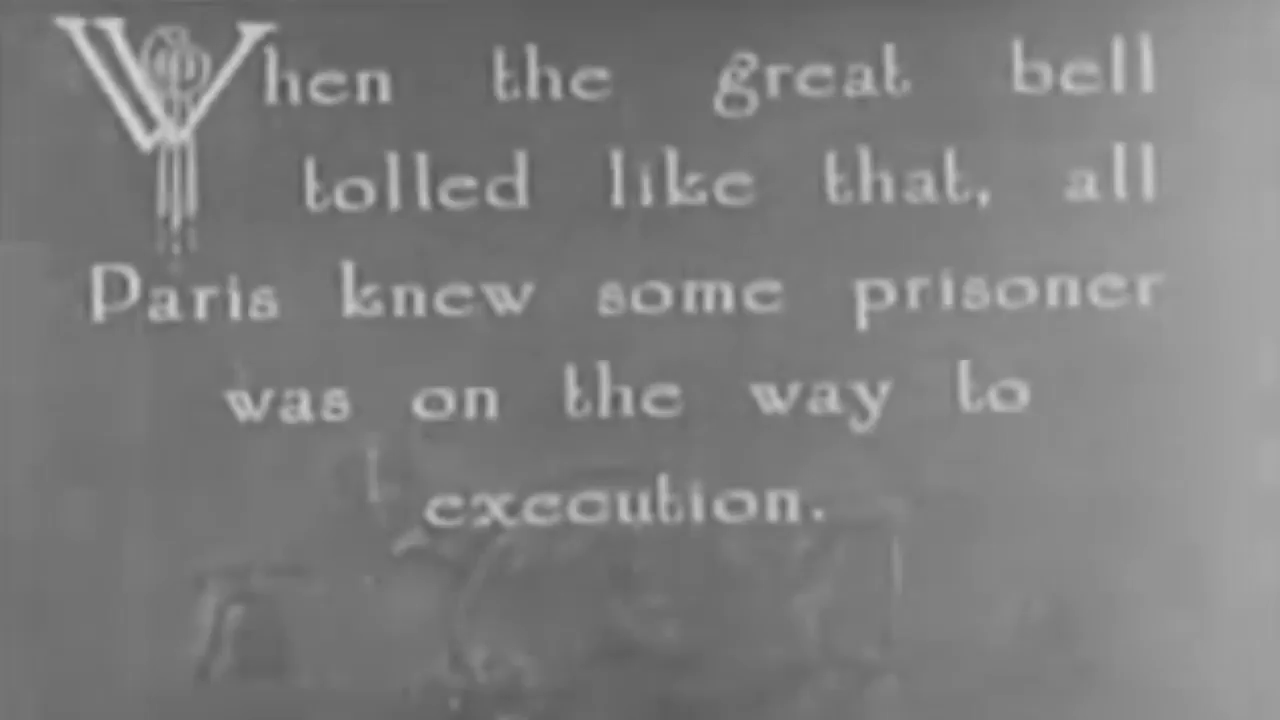 When the great bell
tolled like that, all
Paris knew some prisoner
was on the way to
execution.